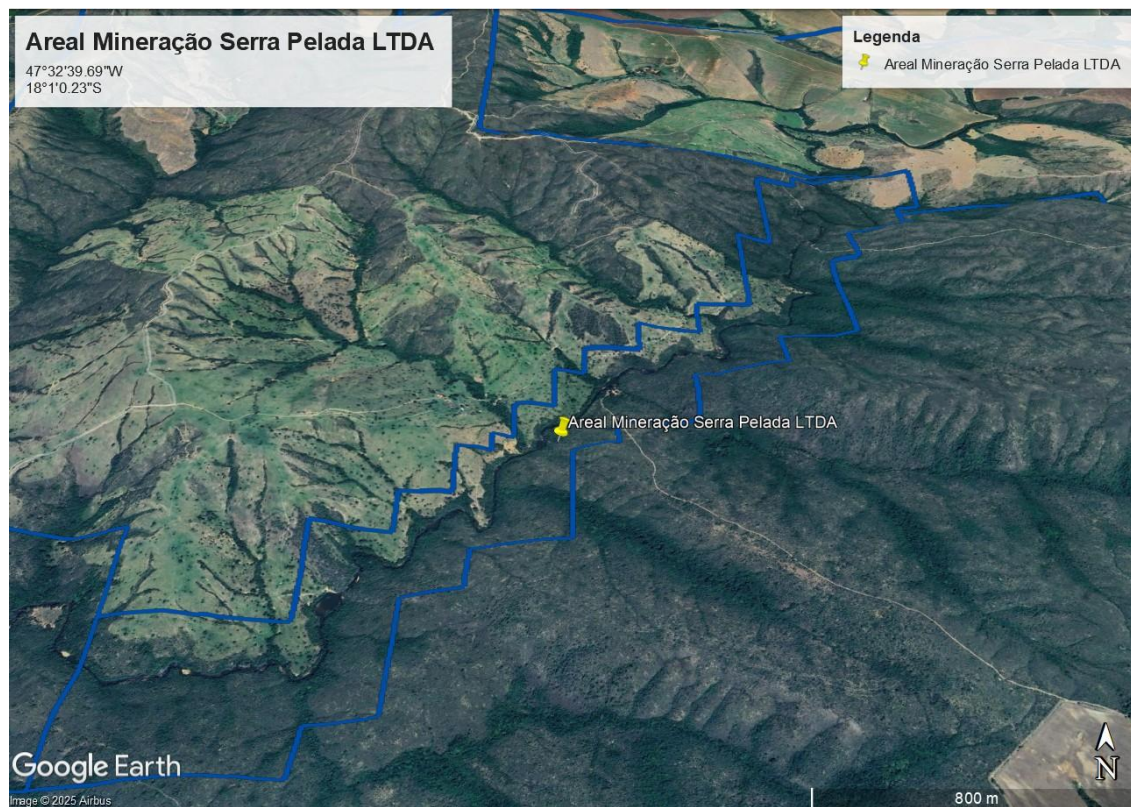 Areal Mineração Serra Pelada LTDA
47°32'39.69"W
18°1'0.23"S
Legenda
Areal Mineração Serra Pelada LTDA
Areal Mineração Serra Pelada LTDA
Google Earth
Image © 2025 Airbus
800 m
N